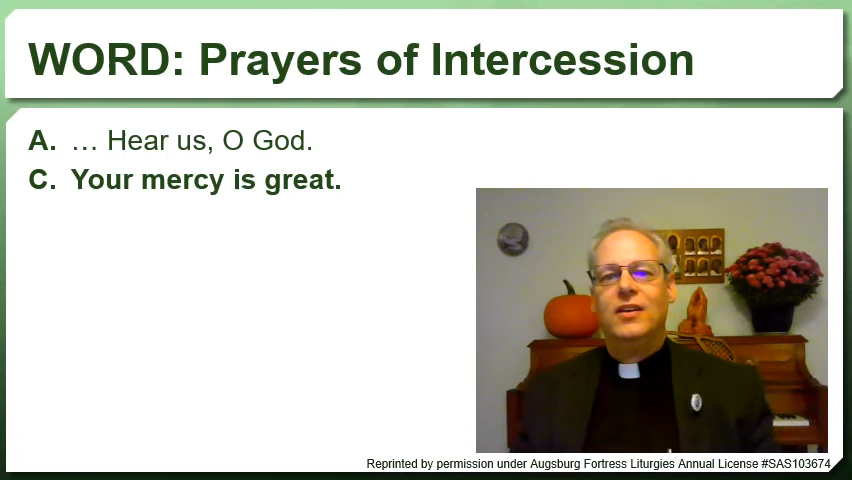 WORD: Prayers of Intercession
A. … Hear us, O God.
C. Your mercy is great.
Reprinted by permission under Augsburg Fortress Liturgies Annual License #SAS103674